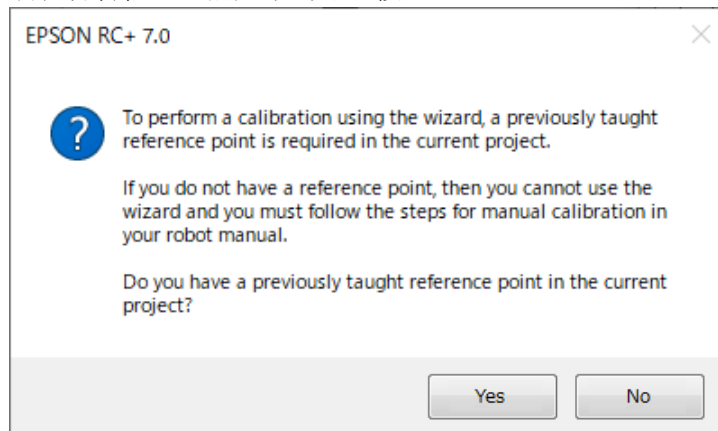 EPSON RC+ 7.0
To perform a calibration using the wizard, a previously taught
reference point is required in the current project.
If you do not have a reference point, then you cannot use the
wizard and you must follow the steps for manual calibration in
your robot manual.
Do you have a previously taught reference point in the current
project?
Yes
No